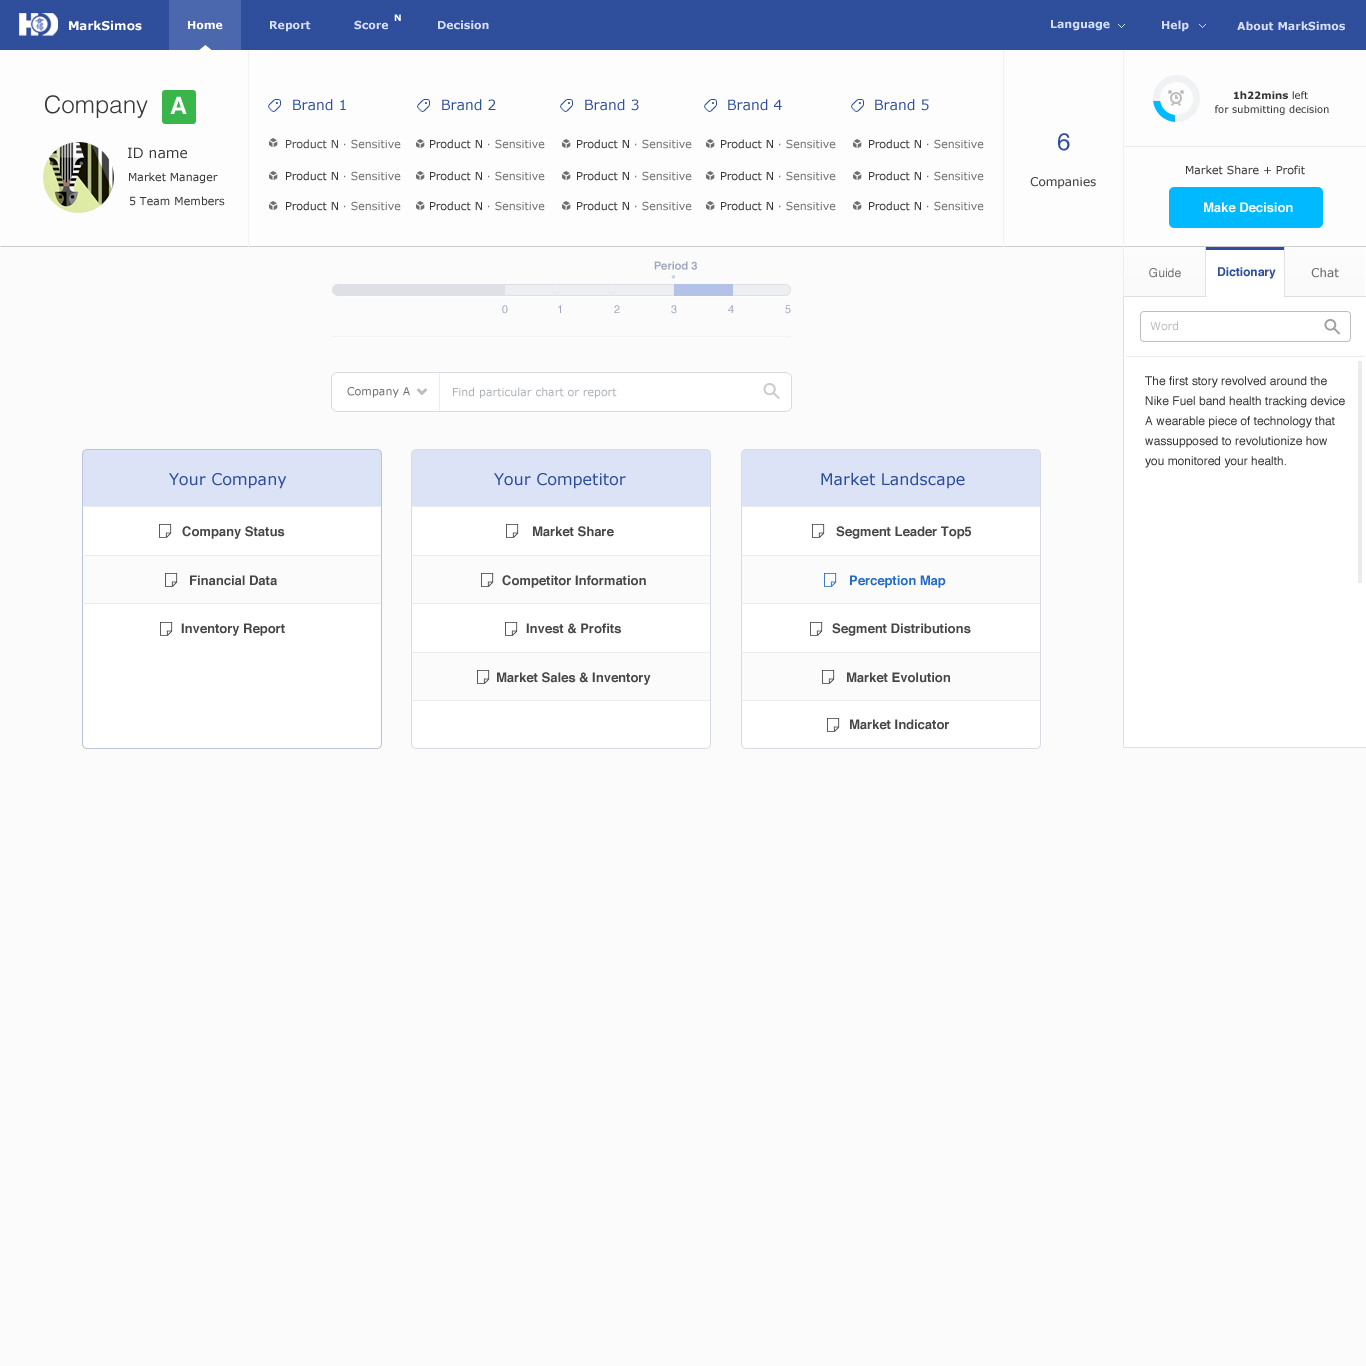 MarkSimos
Home
Report
Score N
Decision
Language
Help
About MarkSimos
Company A
ID name
Market Manager
5 Team Members
Brand 1
Product N · Sensitive
Product N · Sensitive
Product N · Sensitive
Brand 2
Product N · Sensitive
Product N · Sensitive
Product N · Sensitive
Brand 3
Product N · Sensitive
Product N · Sensitive
Product N · Sensitive
Brand 4
Product N · Sensitive
Product N · Sensitive
Product N · Sensitive
Brand 5
Product N · Sensitive
Product N · Sensitive
Product N · Sensitive
6
Companies
1h22mins left
for submitting decision
Market Share + Profit
Make Decision
Period 3
0 1 2 3 4 5
Company A
Find particular chart or report
Your Company
Company Status
Financial Data
Inventory Report
Your Competitor
Market Share
Competitor Information
Invest & Profits
Market Sales & Inventory
Market Landscape
Segment Leader Top5
Perception Map
Segment Distributions
Market Evolution
Market Indicator
Guide
Dictionary
Chat
Word
The first story revolved around the
Nike Fuel band health tracking device
A wearable piece of technology that
wassupposed to revolutionize how
you monitored your health.